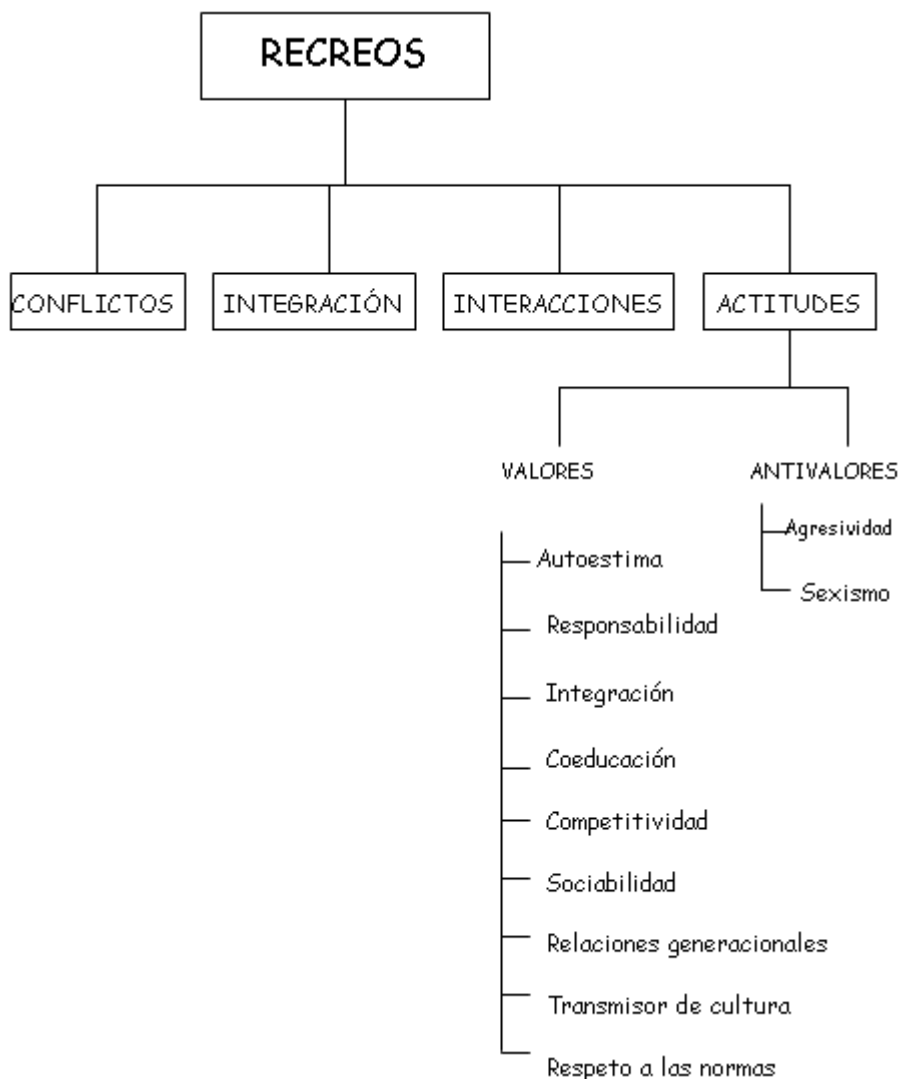 RECREOS
CONFLICTOS
INTEGRACIÓN
INTERACCIONES
ACTITUDES
VALORES
ANTIVALORES
Autoestima
Responsabilidad
Integración
Coeducación
Competitividad
Sociabilidad
Relaciones generacionales
Transmisor de cultura
Respeto a las normas
Agresividad
Sexismo